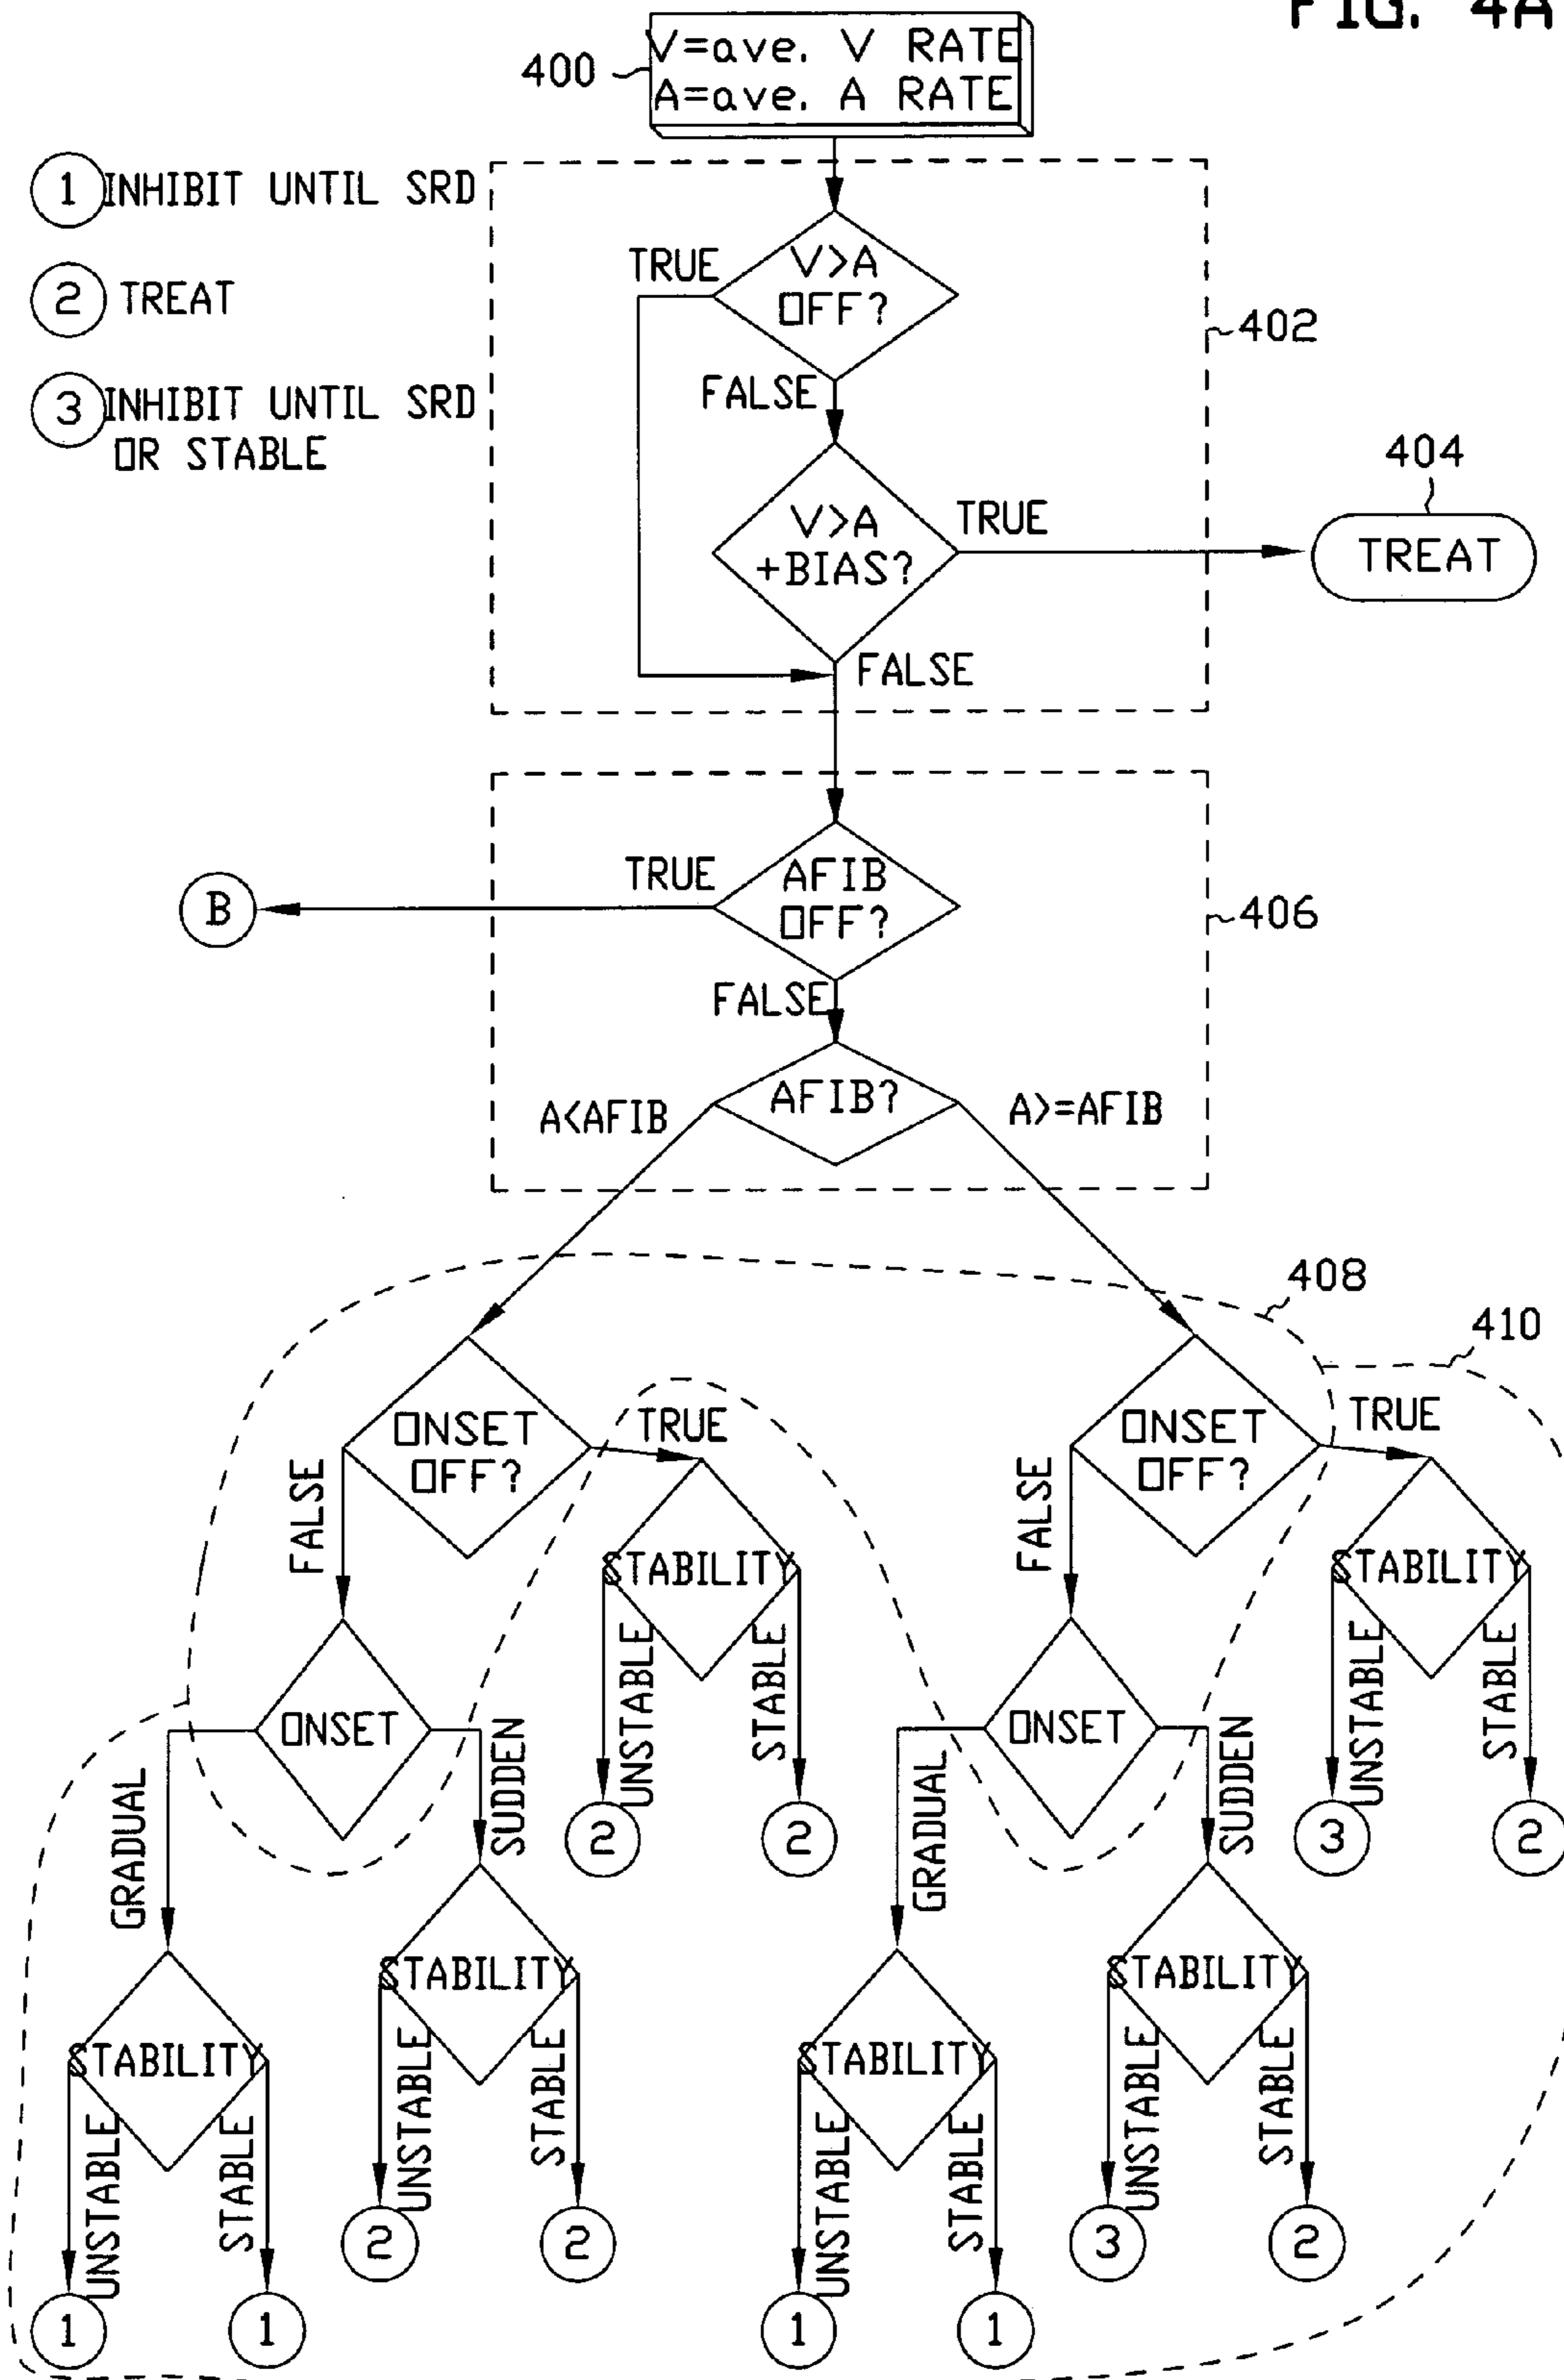 FIG. 4A
400
V=ave. V RATE
A=ave. A RATE
1 INHIBIT UNTIL SRD
2 TREAT
3 INHIBIT UNTIL SRD
OR STABLE
TRUE
V>A
OFF?
402
FALSE
404
V>A
+BIAS?
TRUE
TREAT
FALSE
B
TRUE
AFIB
OFF?
406
FALSE
A<AFIB
AFIB?
A>=AFIB
408
410
ONSET
OFF?
TRUE
FALSE
STABILITY
UNSTABLE
STABLE
2
2
ONSET
GRADUAL
SUDDEN
STABILITY
UNSTABLE
STABLE
1
1
STABILITY
UNSTABLE
STABLE
2
2
ONSET
OFF?
TRUE
FALSE
STABILITY
UNSTABLE
STABLE
3
2
ONSET
GRADUAL
SUDDEN
STABILITY
UNSTABLE
STABLE
1
1
STABILITY
UNSTABLE
STABLE
3
2